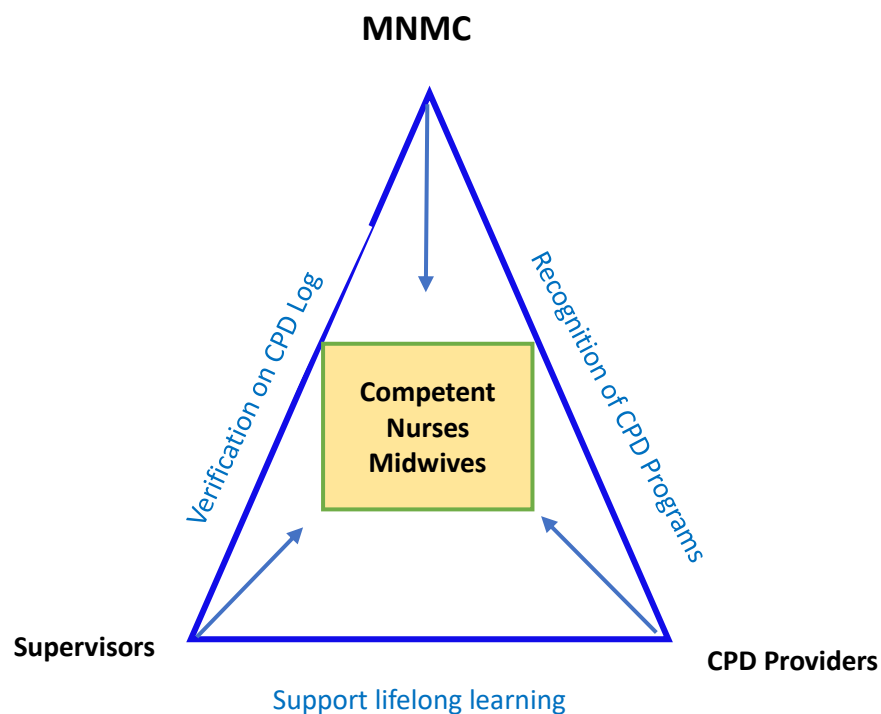 MNMC
Verification on CPD Log
Recognition of CPD Programs
Competent
Nurses
Midwives
Supervisors
CPD Providers
Support lifelong learning